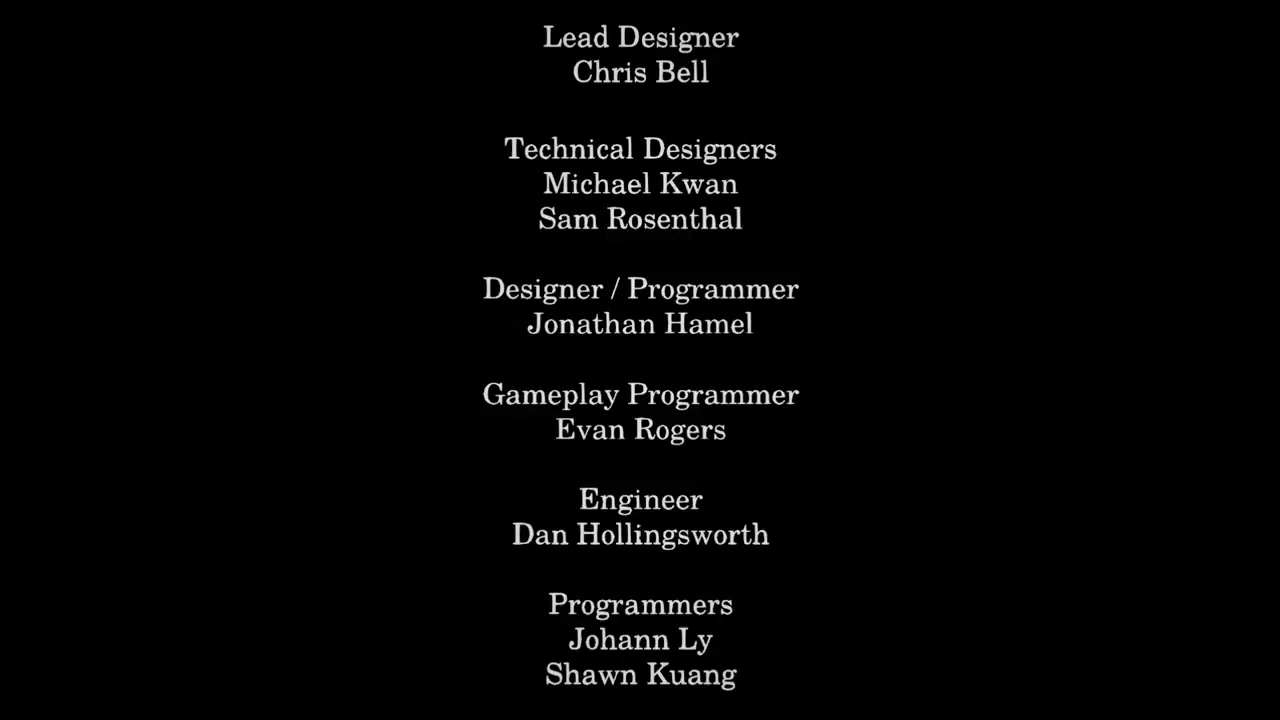 Lead Designer
Chris Bell
Technical Designers
Michael Kwan
Sam Rosenthal
Designer / Programmer
Jonathan Hamel
Gameplay Programmer
Evan Rogers
Engineer
Dan Hollingsworth
Programmers
Johann Ly
Shawn Kuang